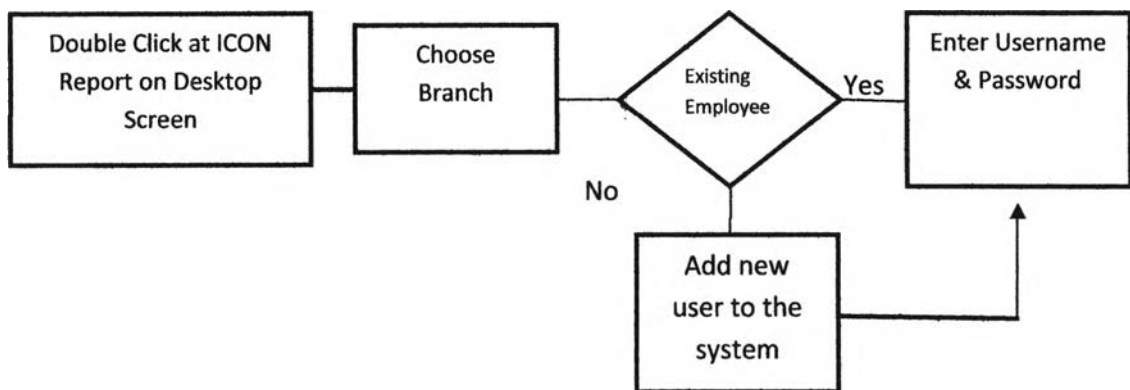 Double Click at ICON
Report on Desktop
Screen
Choose
Branch
Existing
Employee
Yes
Enter Username
& Password
No
Add new
user to the
system